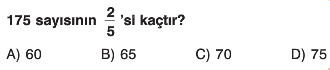 175 sayısının 2/5 'si kaçtır?
A) 60 B) 65 C) 70 D) 75